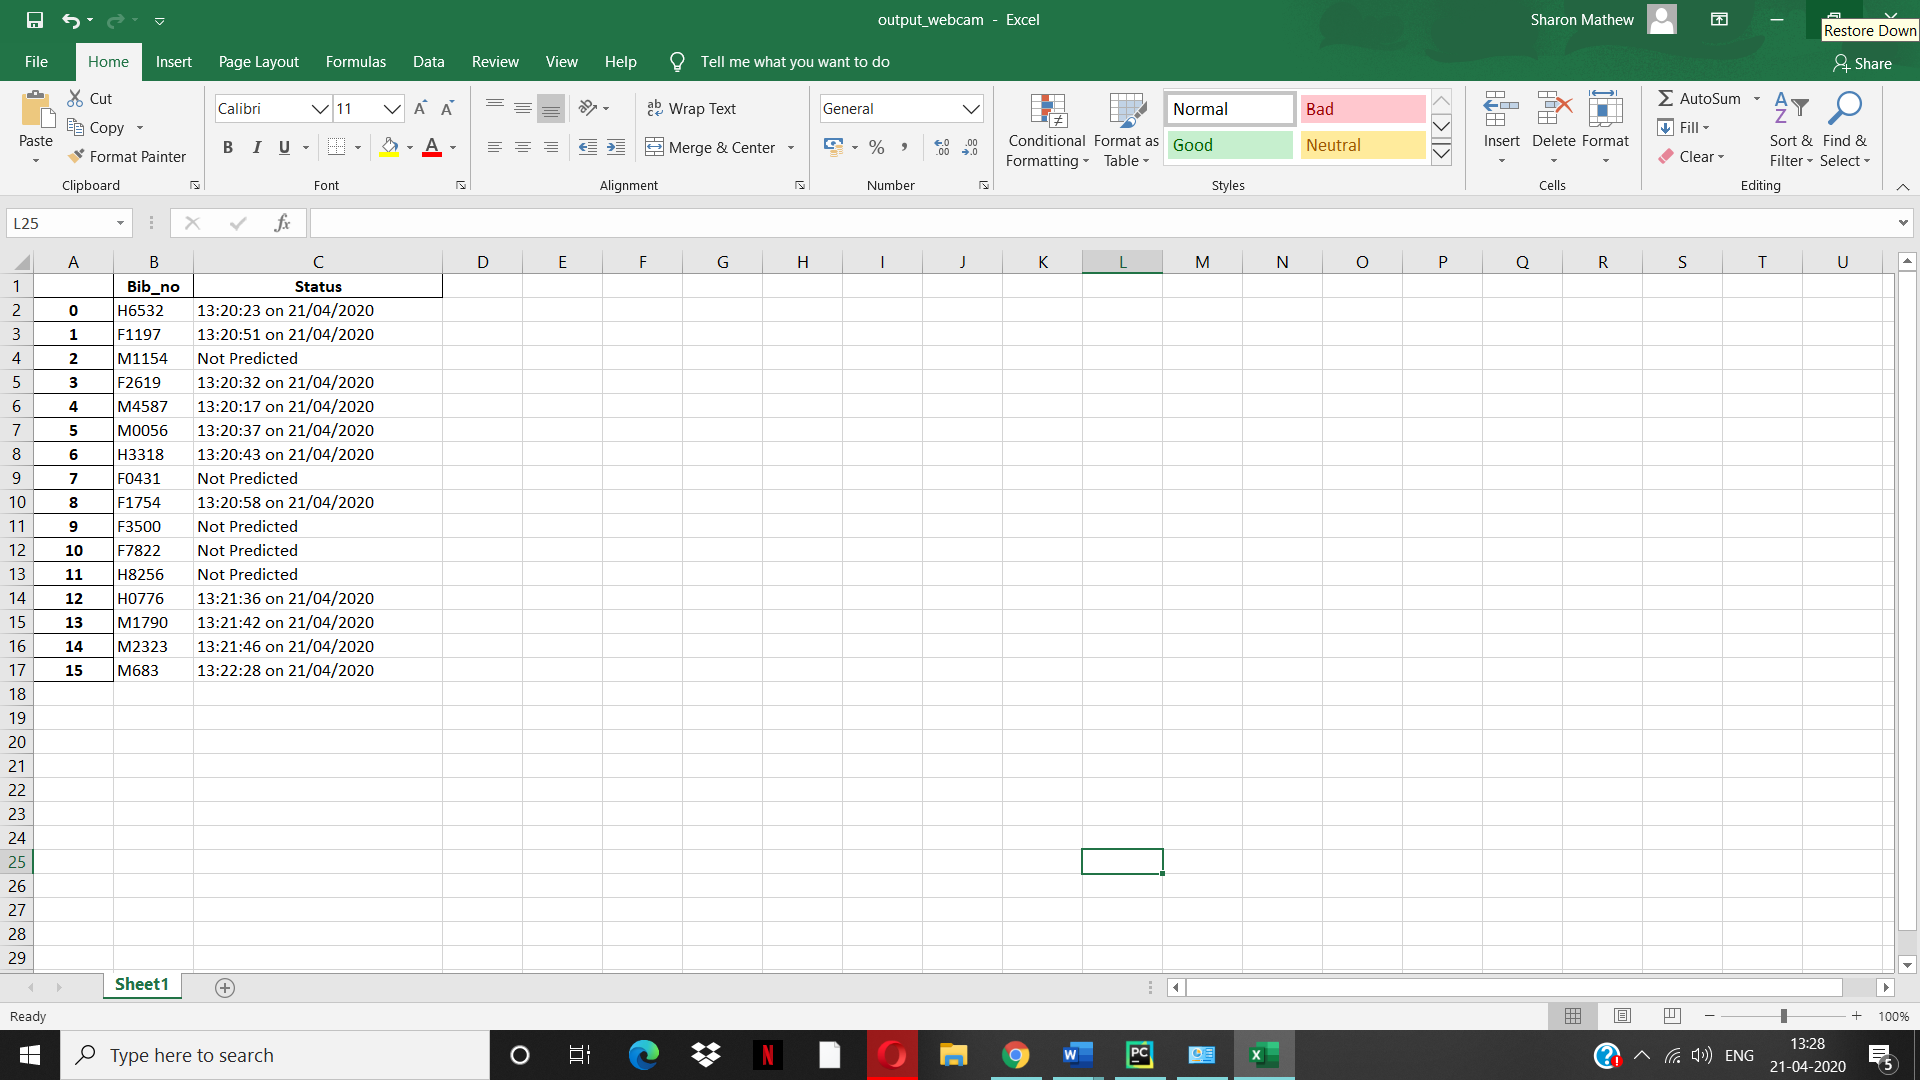 output_webcam - Excel
Sharon Mathew
Restore Down
File Home Insert Page Layout Formulas Data Review View Help Tell me what you want to do
Share
Paste
Cut
Copy
Format Painter
Clipboard
Calibri 11
B I U
Font
Wrap Text
Merge & Center
Alignment
General
Number
Conditional Formatting
Format as Table
Normal Bad
Good Neutral
Styles
Insert Delete Format
Cells
AutoSum
Fill
Clear
Sort & Filter
Find & Select
Editing
L25
fx
A B C D E F G H I J K L M N O P Q R S T U
1 Bib_no Status
2 0 H6532 13:20:23 on 21/04/2020
3 1 F1197 13:20:51 on 21/04/2020
4 2 M1154 Not Predicted
5 3 F2619 13:20:32 on 21/04/2020
6 4 M4587 13:20:17 on 21/04/2020
7 5 M0056 13:20:37 on 21/04/2020
8 6 H3318 13:20:43 on 21/04/2020
9 7 F0431 Not Predicted
10 8 F1754 13:20:58 on 21/04/2020
11 9 F3500 Not Predicted
12 10 F7822 Not Predicted
13 11 H8256 Not Predicted
14 12 H0776 13:21:36 on 21/04/2020
15 13 M1790 13:21:42 on 21/04/2020
16 14 M2323 13:21:46 on 21/04/2020
17 15 M683 13:22:28 on 21/04/2020
18
19
20
21
22
23
24
25
26
27
28
29
Sheet1
Ready
100%
Type here to search
ENG
13:28
21-04-2020
5